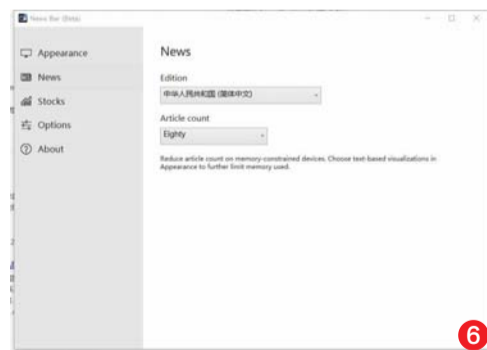 News Bar (Beta)
Appearance
News
Stocks
Options
About
News
Edition
中华人民共和国 (简体中文)
Article count
Eighty
Reduce article count on memory-constrained devices. Choose text-based visualizations in
Appearance to further limit memory used.
6